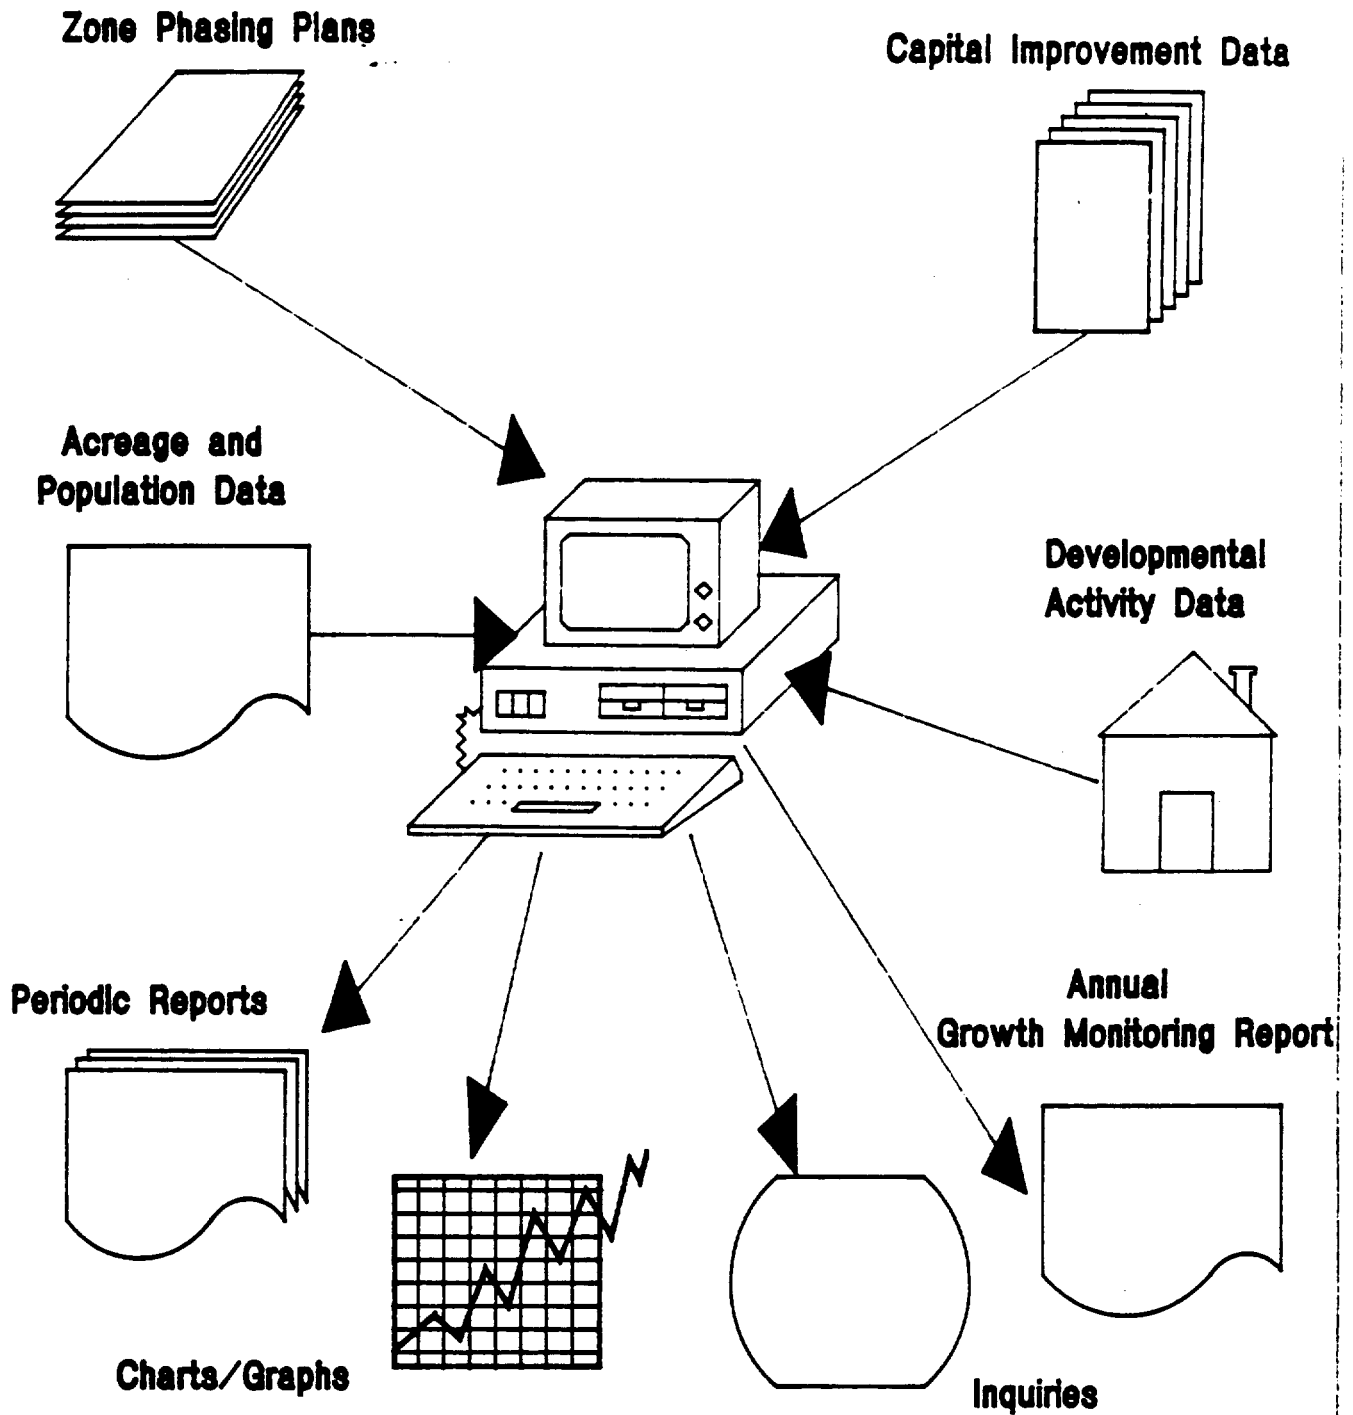 Zone Phasing Plans
Capital Improvement Data
Acreage and
Population Data
Developmental
Activity Data
Periodic Reports
Annual
Growth Monitoring Report
Charts/Graphs
Inquiries